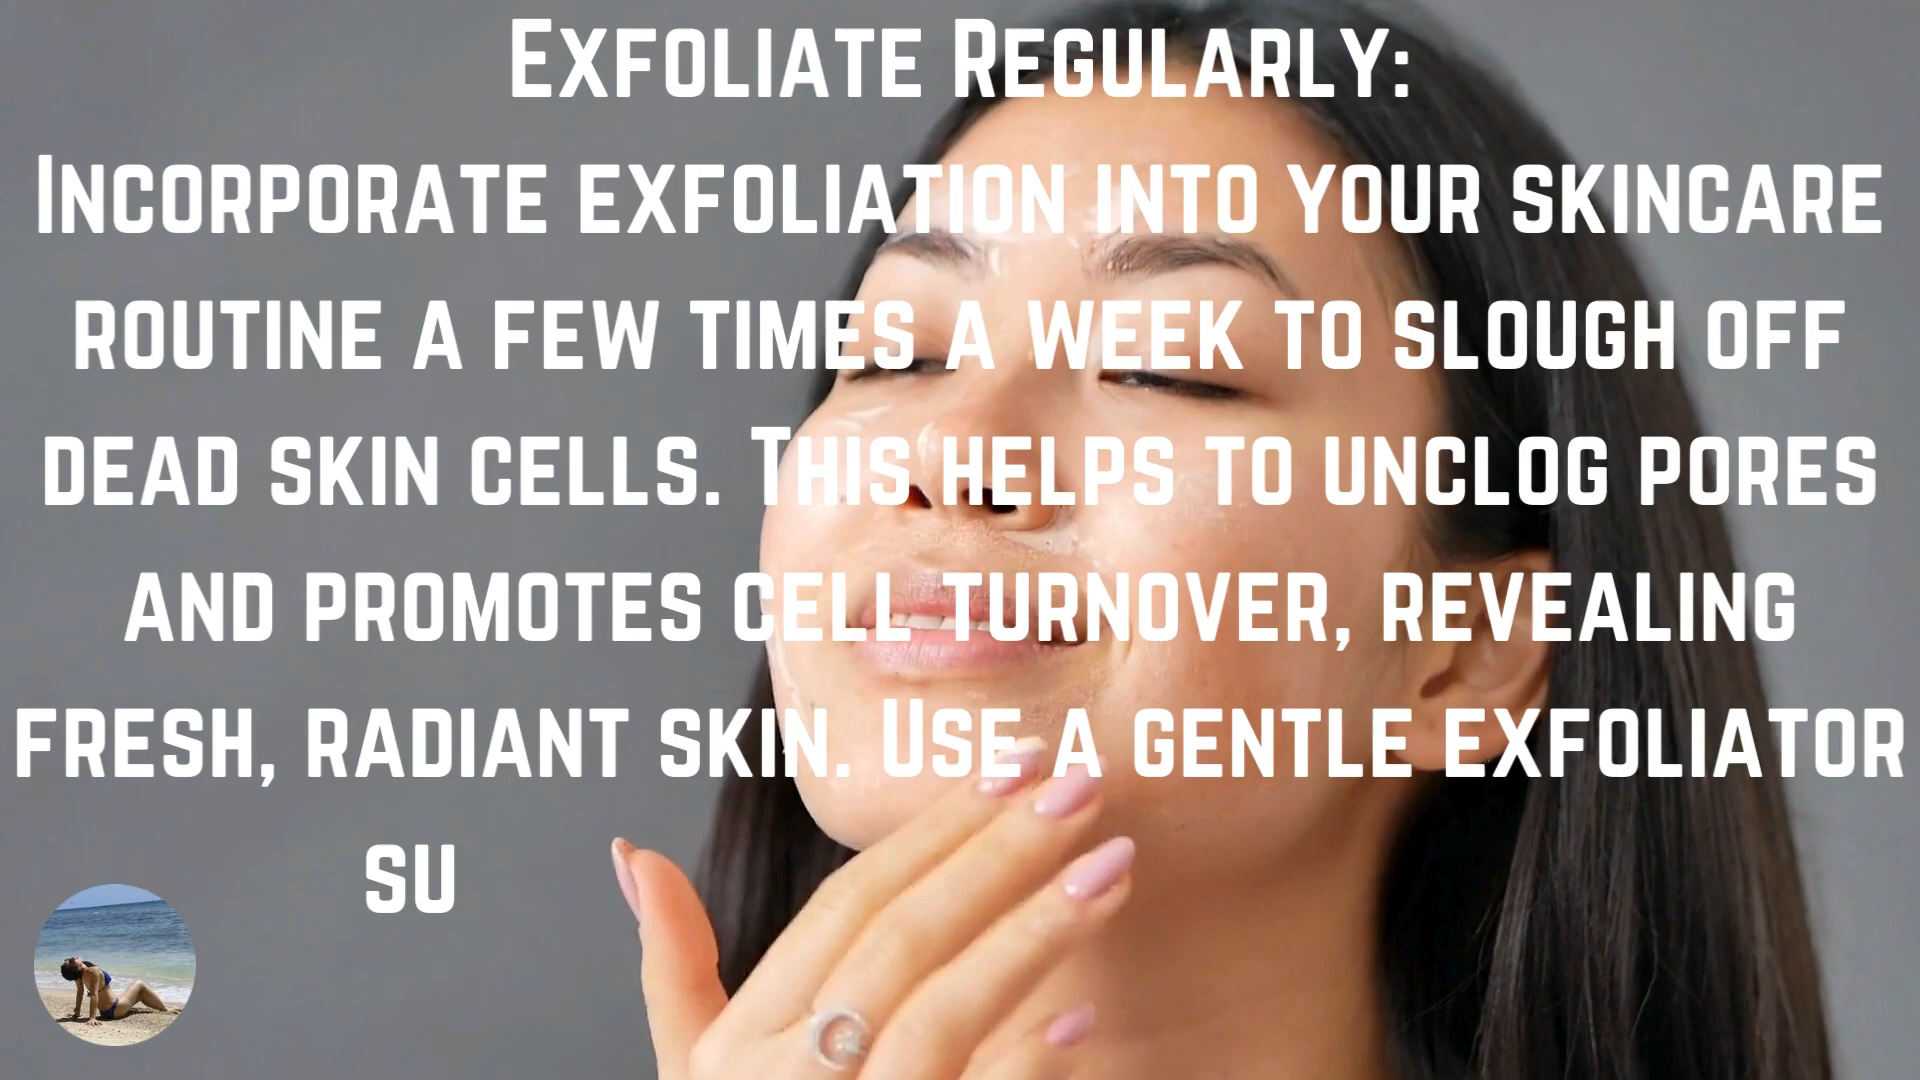 Exfoliate Regularly:
Incorporate exfoliation into your skincare
routine a few times a week to slough off
dead skin cells. This helps to unclog pores
and promotes cell turnover, revealing
fresh, radiant skin. Use a gentle exfoliator
su